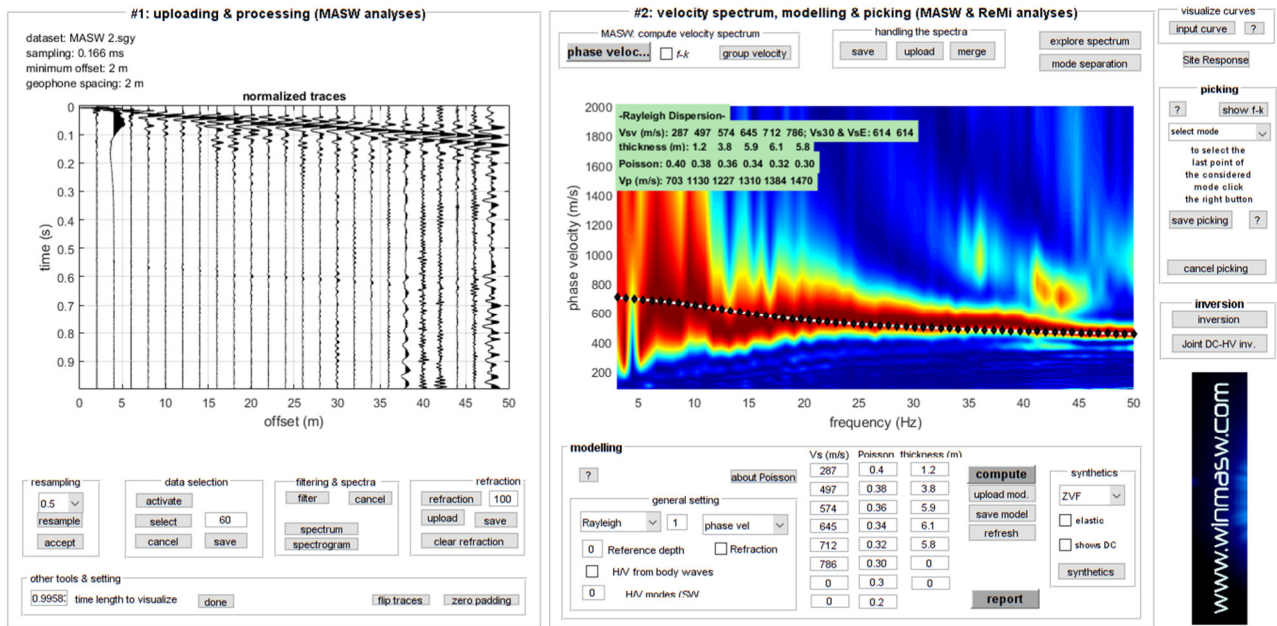 #1: uploading & processing (MASW analyses)
dataset: MASW 2.sgy
sampling: 0.166 ms
minimum offset: 2 m
geophone spacing: 2 m
normalized traces
0
0.1
0.2
0.3
0.4
0.5
0.6
0.7
0.8
0.9
time (s)
0 5 10 15 20 25 30 35 40 45 50
offset (m)
resampling
0.5
resample
accept
data selection
activate
select 60
cancel save
filtering & spectra
filter cancel
spectrum
spectrogram
refraction
refraction 100
upload save
clear refraction
other tools & setting
0.9958: time length to visualize done flip traces zero padding
#2: velocity spectrum, modelling & picking (MASW & ReMi analyses)
MASW: compute velocity spectrum
phase veloc... f-k group velocity
handling the spectra
save upload merge
explore spectrum
mode separation
-Rayleigh Dispersion-
Vsv (m/s): 287 497 574 645 712 786; Vs30 & VsE: 614 614
thickness (m): 1.2 3.8 5.9 6.1 5.8
Poisson: 0.40 0.38 0.36 0.34 0.32 0.30
Vp (m/s): 703 1130 1227 1310 1384 1470
2000
1800
1600
1400
1200
1000
800
600
400
200
phase velocity (m/s)
5 10 15 20 25 30 35 40 45 50
frequency (Hz)
modelling
? about Poisson
general setting
Rayleigh 1 phase vel
0 Reference depth Refraction
H/V from body waves
0 H/V modes (SW
Vs (m/s) Poisson thickness (m)
287 0.4 1.2
497 0.38 3.8
574 0.36 5.9
645 0.34 6.1
712 0.32 5.8
786 0.30 0
0 0.3 0
0 0.2
compute
upload mod.
save model
refresh
report
synthetics
ZVF
elastic
shows DC
synthetics
visualize curves
input curve ?
Site Response
picking
? show f-k
select mode
to select the
last point of
the considered
mode click
the right button
save picking ?
cancel picking
inversion
inversion
Joint DC-HV inv.
www.winmasw.com